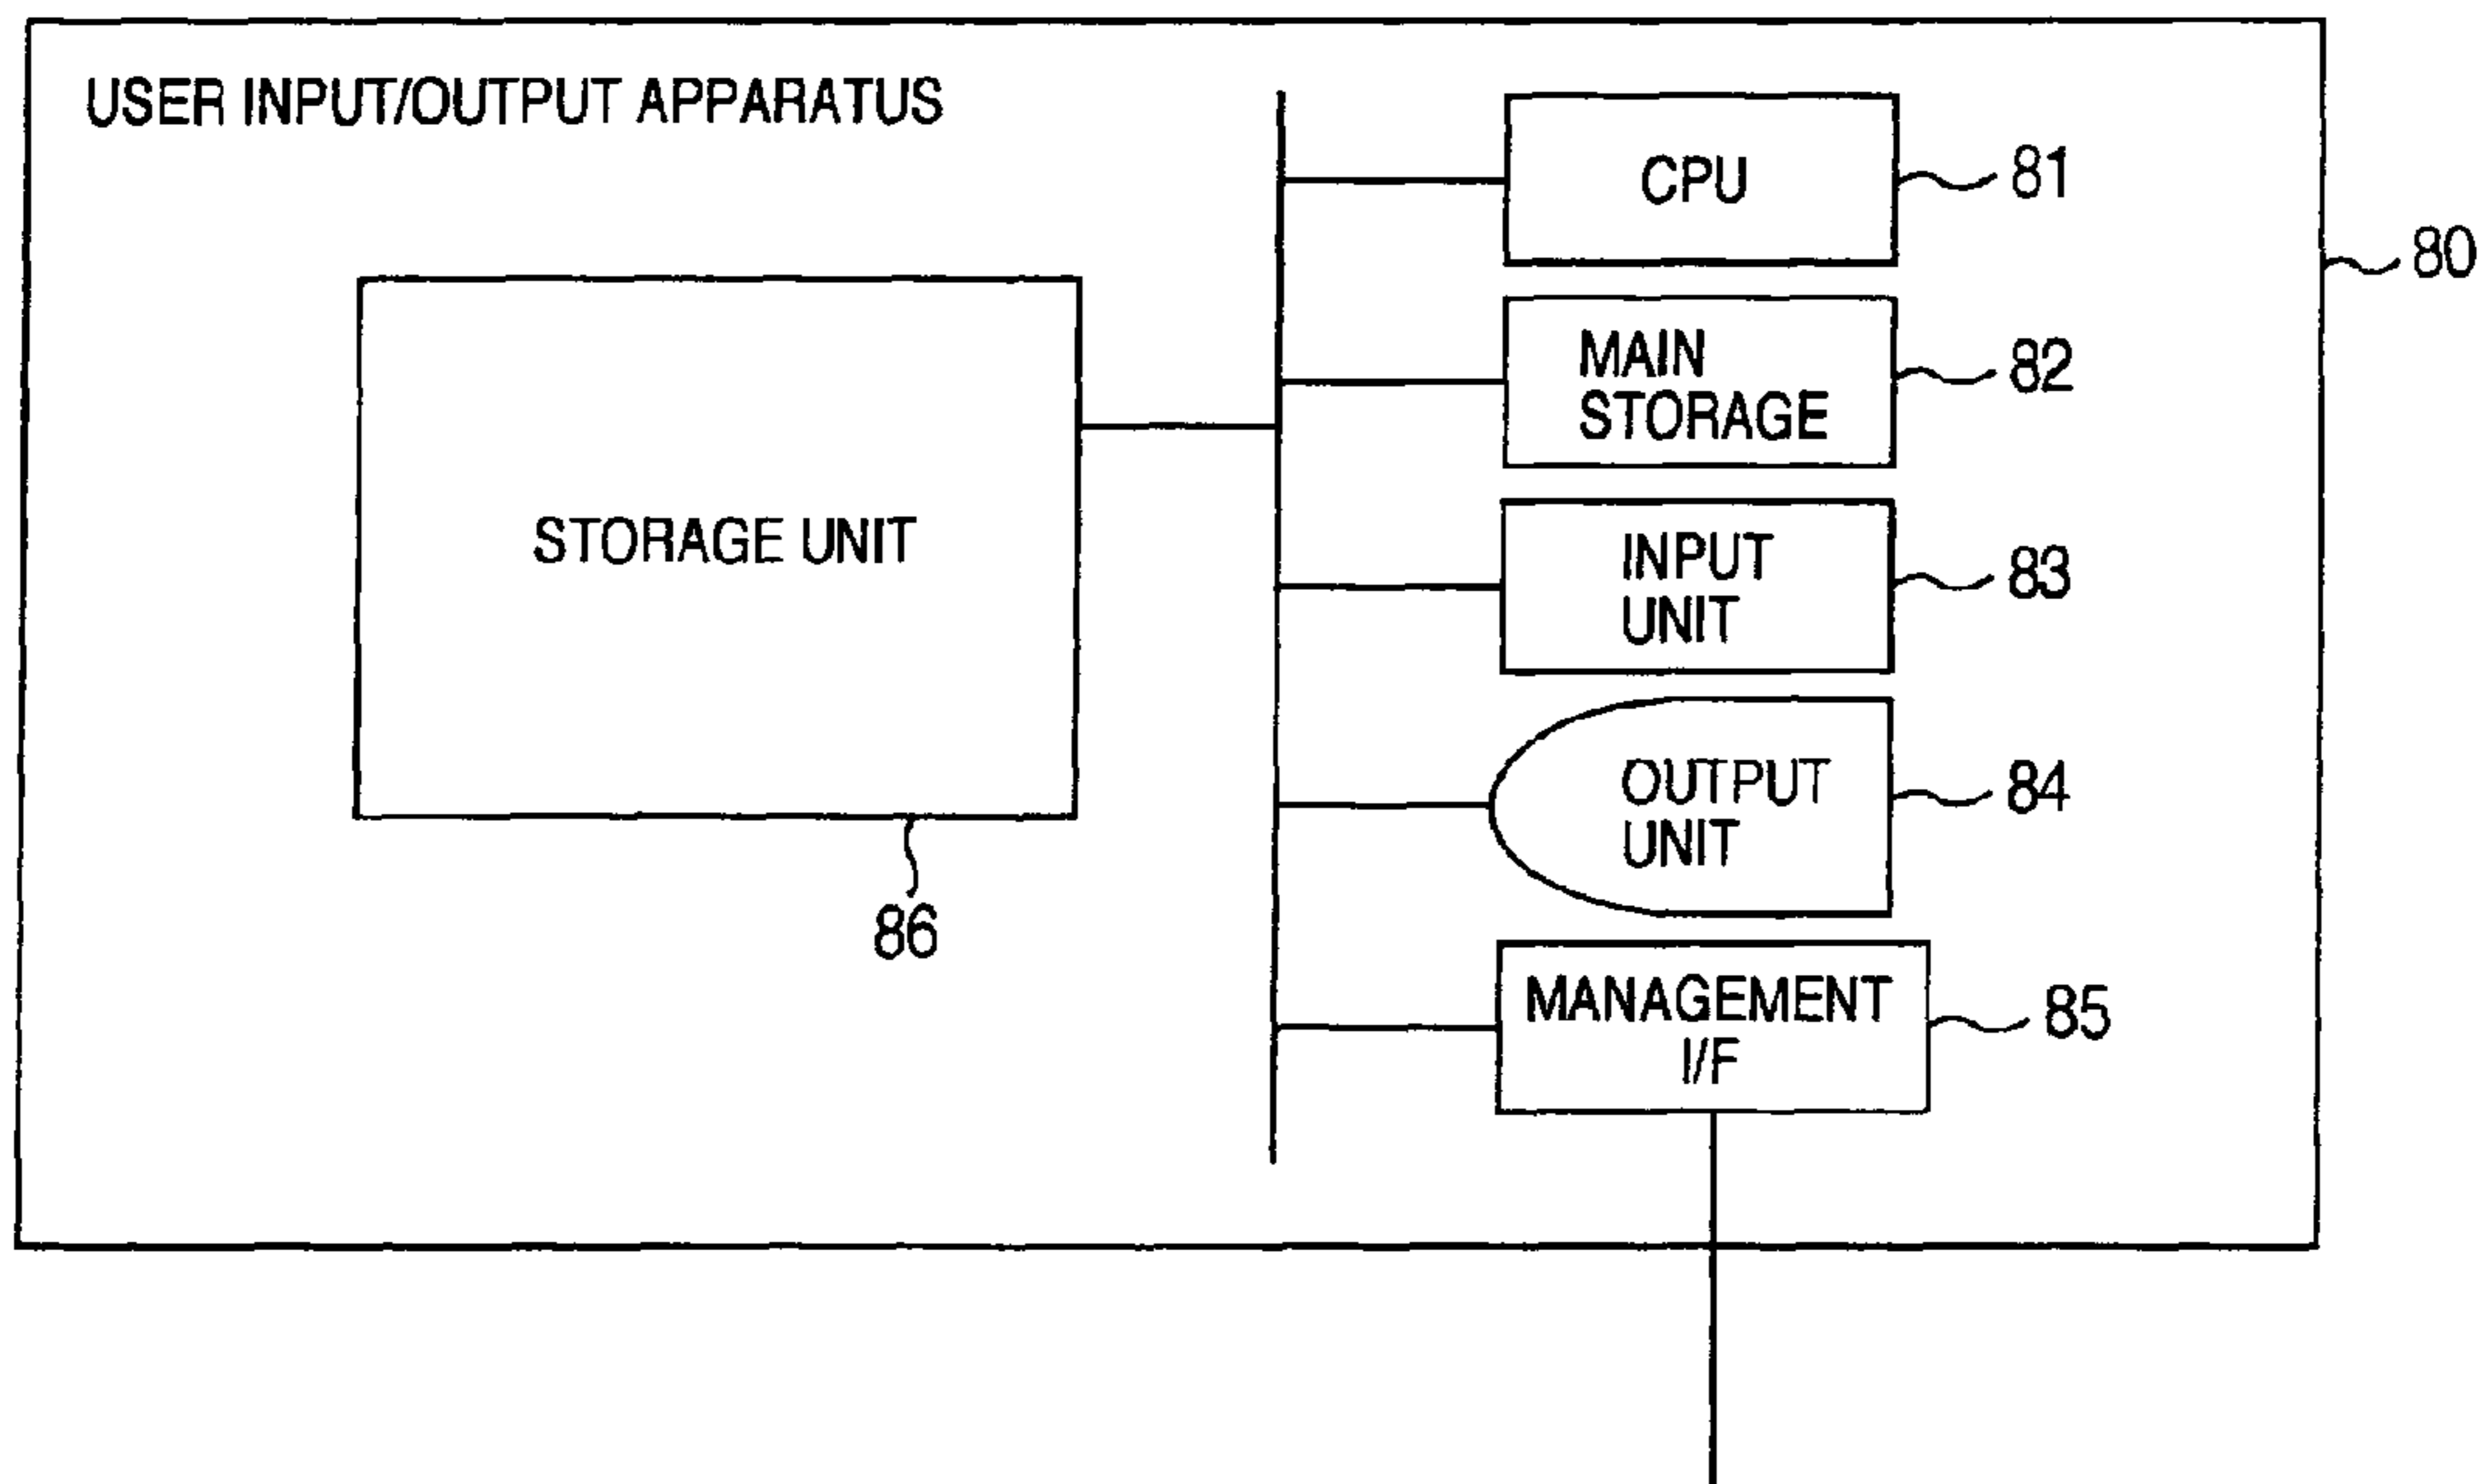 USER INPUT/OUTPUT APPARATUS
CPU
81
80
MAIN
STORAGE
82
STORAGE UNIT
INPUT
UNIT
83
OUTPUT
UNIT
84
86
MANAGEMENT
I/F
85